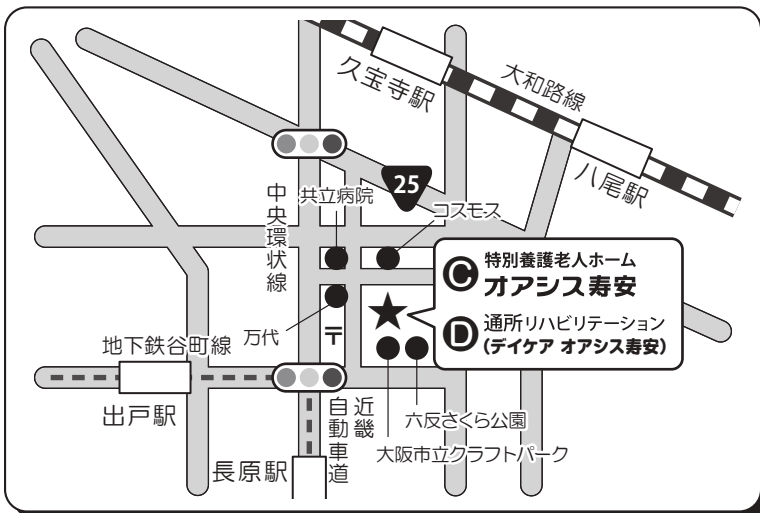 久宝寺駅
大和路線
八尾駅
25
中央環状線
共立病院
コスモス
C 特別養護老人ホーム
オアシス寿安
D 通所リハビリテーション
(デイケア オアシス寿安)
万代
〒
地下鉄谷町線
出戸駅
近畿
自動車道
六反さくら公園
大阪市立クラフトパーク
長原駅